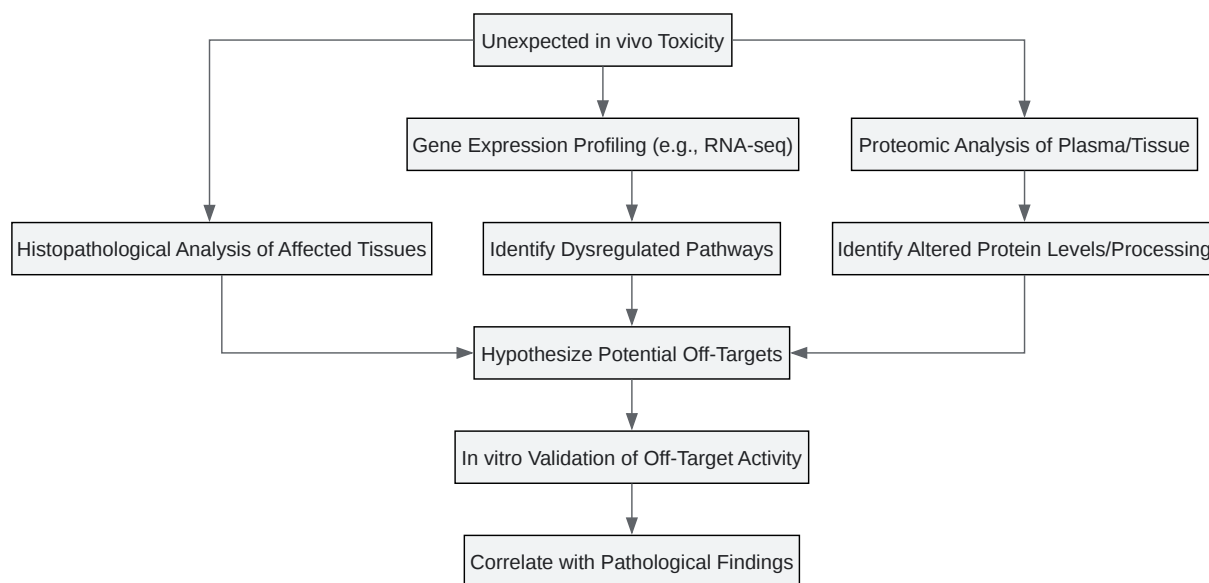 Unexpected in vivo Toxicity
Gene Expression Profiling (e.g., RNA-seq)
Proteomic Analysis of Plasma/Tissue
Histopathological Analysis of Affected Tissues
Identify Dysregulated Pathways
Identify Altered Protein Levels/Processing
Hypothesize Potential Off-Targets
In vitro Validation of Off-Target Activity
Correlate with Pathological Findings